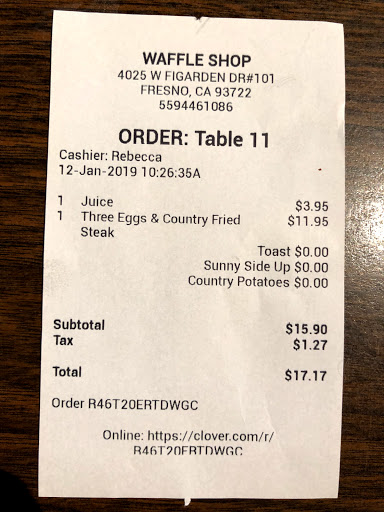 WAFFLE SHOP
4025 W FIGARDEN DR#101
FRESNO, CA 93722
5594461086
ORDER: Table 11
Cashier: Rebecca
12-Jan-2019 10:26:35A
1 Juice $3.95
1 Three Eggs & Country Fried $11.95
Steak
Toast $0.00
Sunny Side Up $0.00
Country Potatoes $0.00
Subtotal $15.90
Tax $1.27
Total $17.17
Order R46T20ERTDWGC
Online: https://clover.com/r/
R46T20ERTDWGC